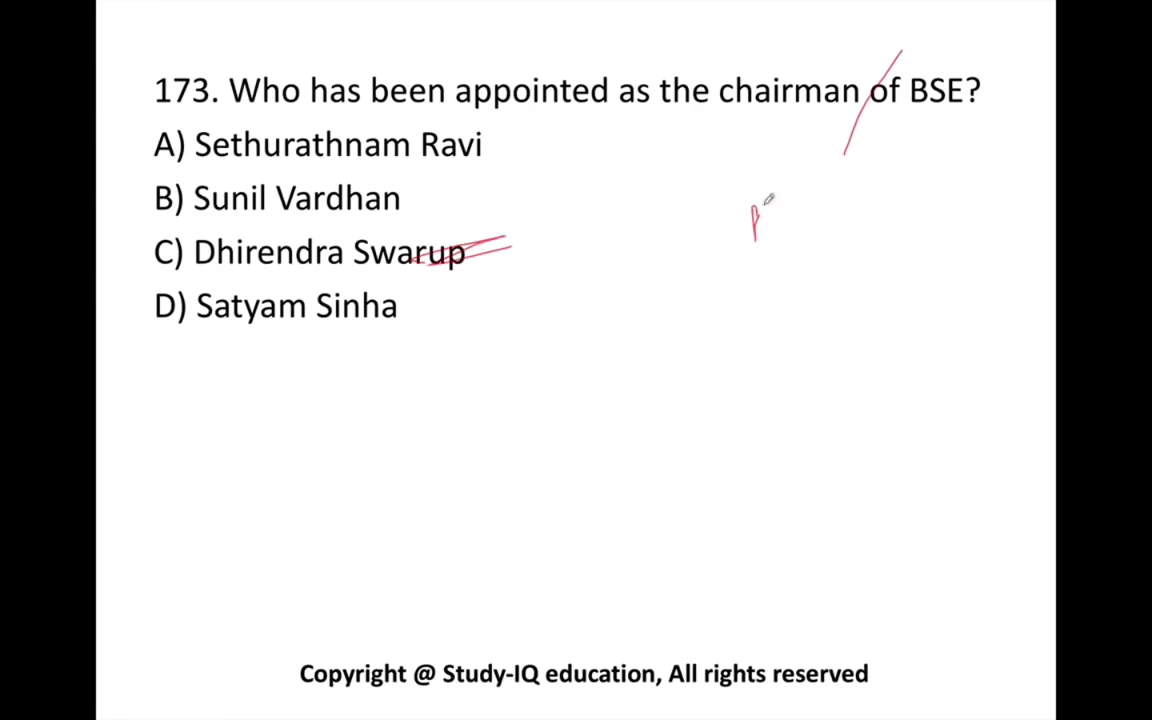 173. Who has been appointed as the chairman of BSE?
A) Sethurathnam Ravi
B) Sunil Vardhan
C) Dhirendra Swarup
D) Satyam Sinha
Copyright @ Study-IQ education, All rights reserved